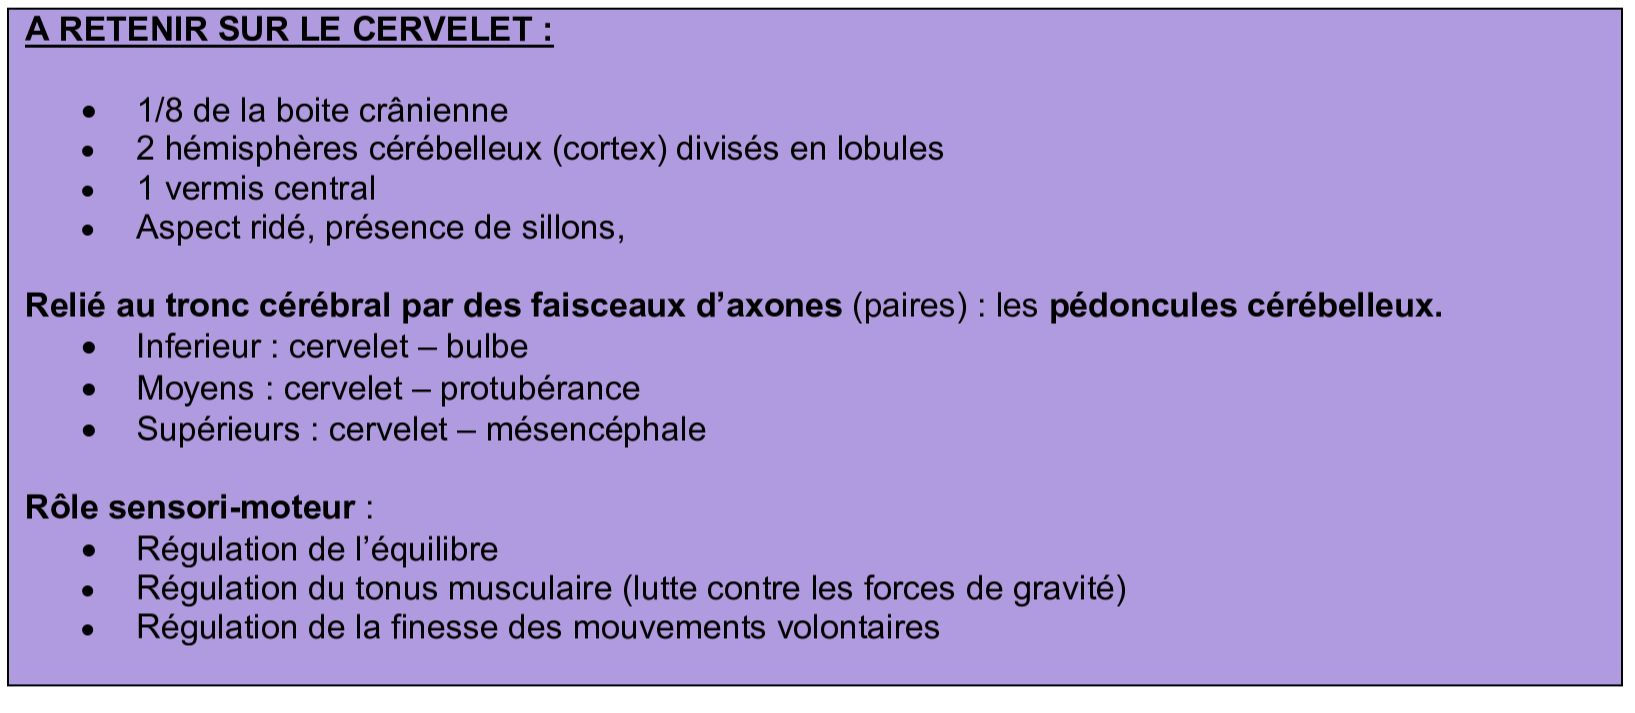 A RETENIR SUR LE CERVELET :
• 1/8 de la boite crânienne
• 2 hémisphères cérébelleux (cortex) divisés en lobules
• 1 vermis central
• Aspect ridé, présence de sillons,
Relié au tronc cérébral par des faisceaux d’axones (paires) : les pédoncules cérébelleux.
• Inferieur : cervelet – bulbe
• Moyens : cervelet – protubérance
• Supérieurs : cervelet – mésencéphale
Rôle sensori-moteur :
• Régulation de l’équilibre
• Régulation du tonus musculaire (lutte contre les forces de gravité)
• Régulation de la finesse des mouvements volontaires